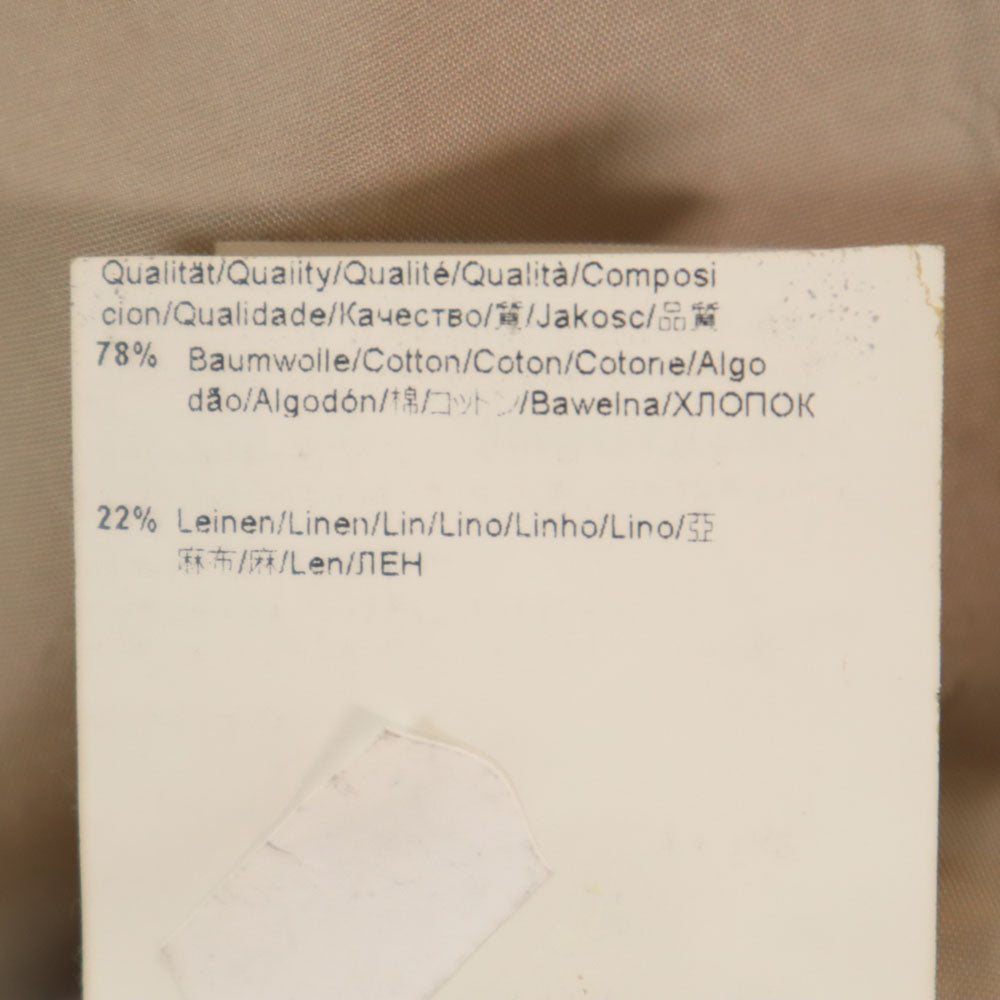 Qualität/Quality/Qualité/Qualità/Composi
cion/Qualidade/Качество/質/Jakosc/品質
78% Baumwolle/Cotton/Coton/Cotone/Algo
dão/Algodón/棉/コットン/Bawelna/ХЛОПОК
22% Leinen/Linen/Lin/Lino/Linho/Lino/亞
麻布/麻/Len/ЛЕН